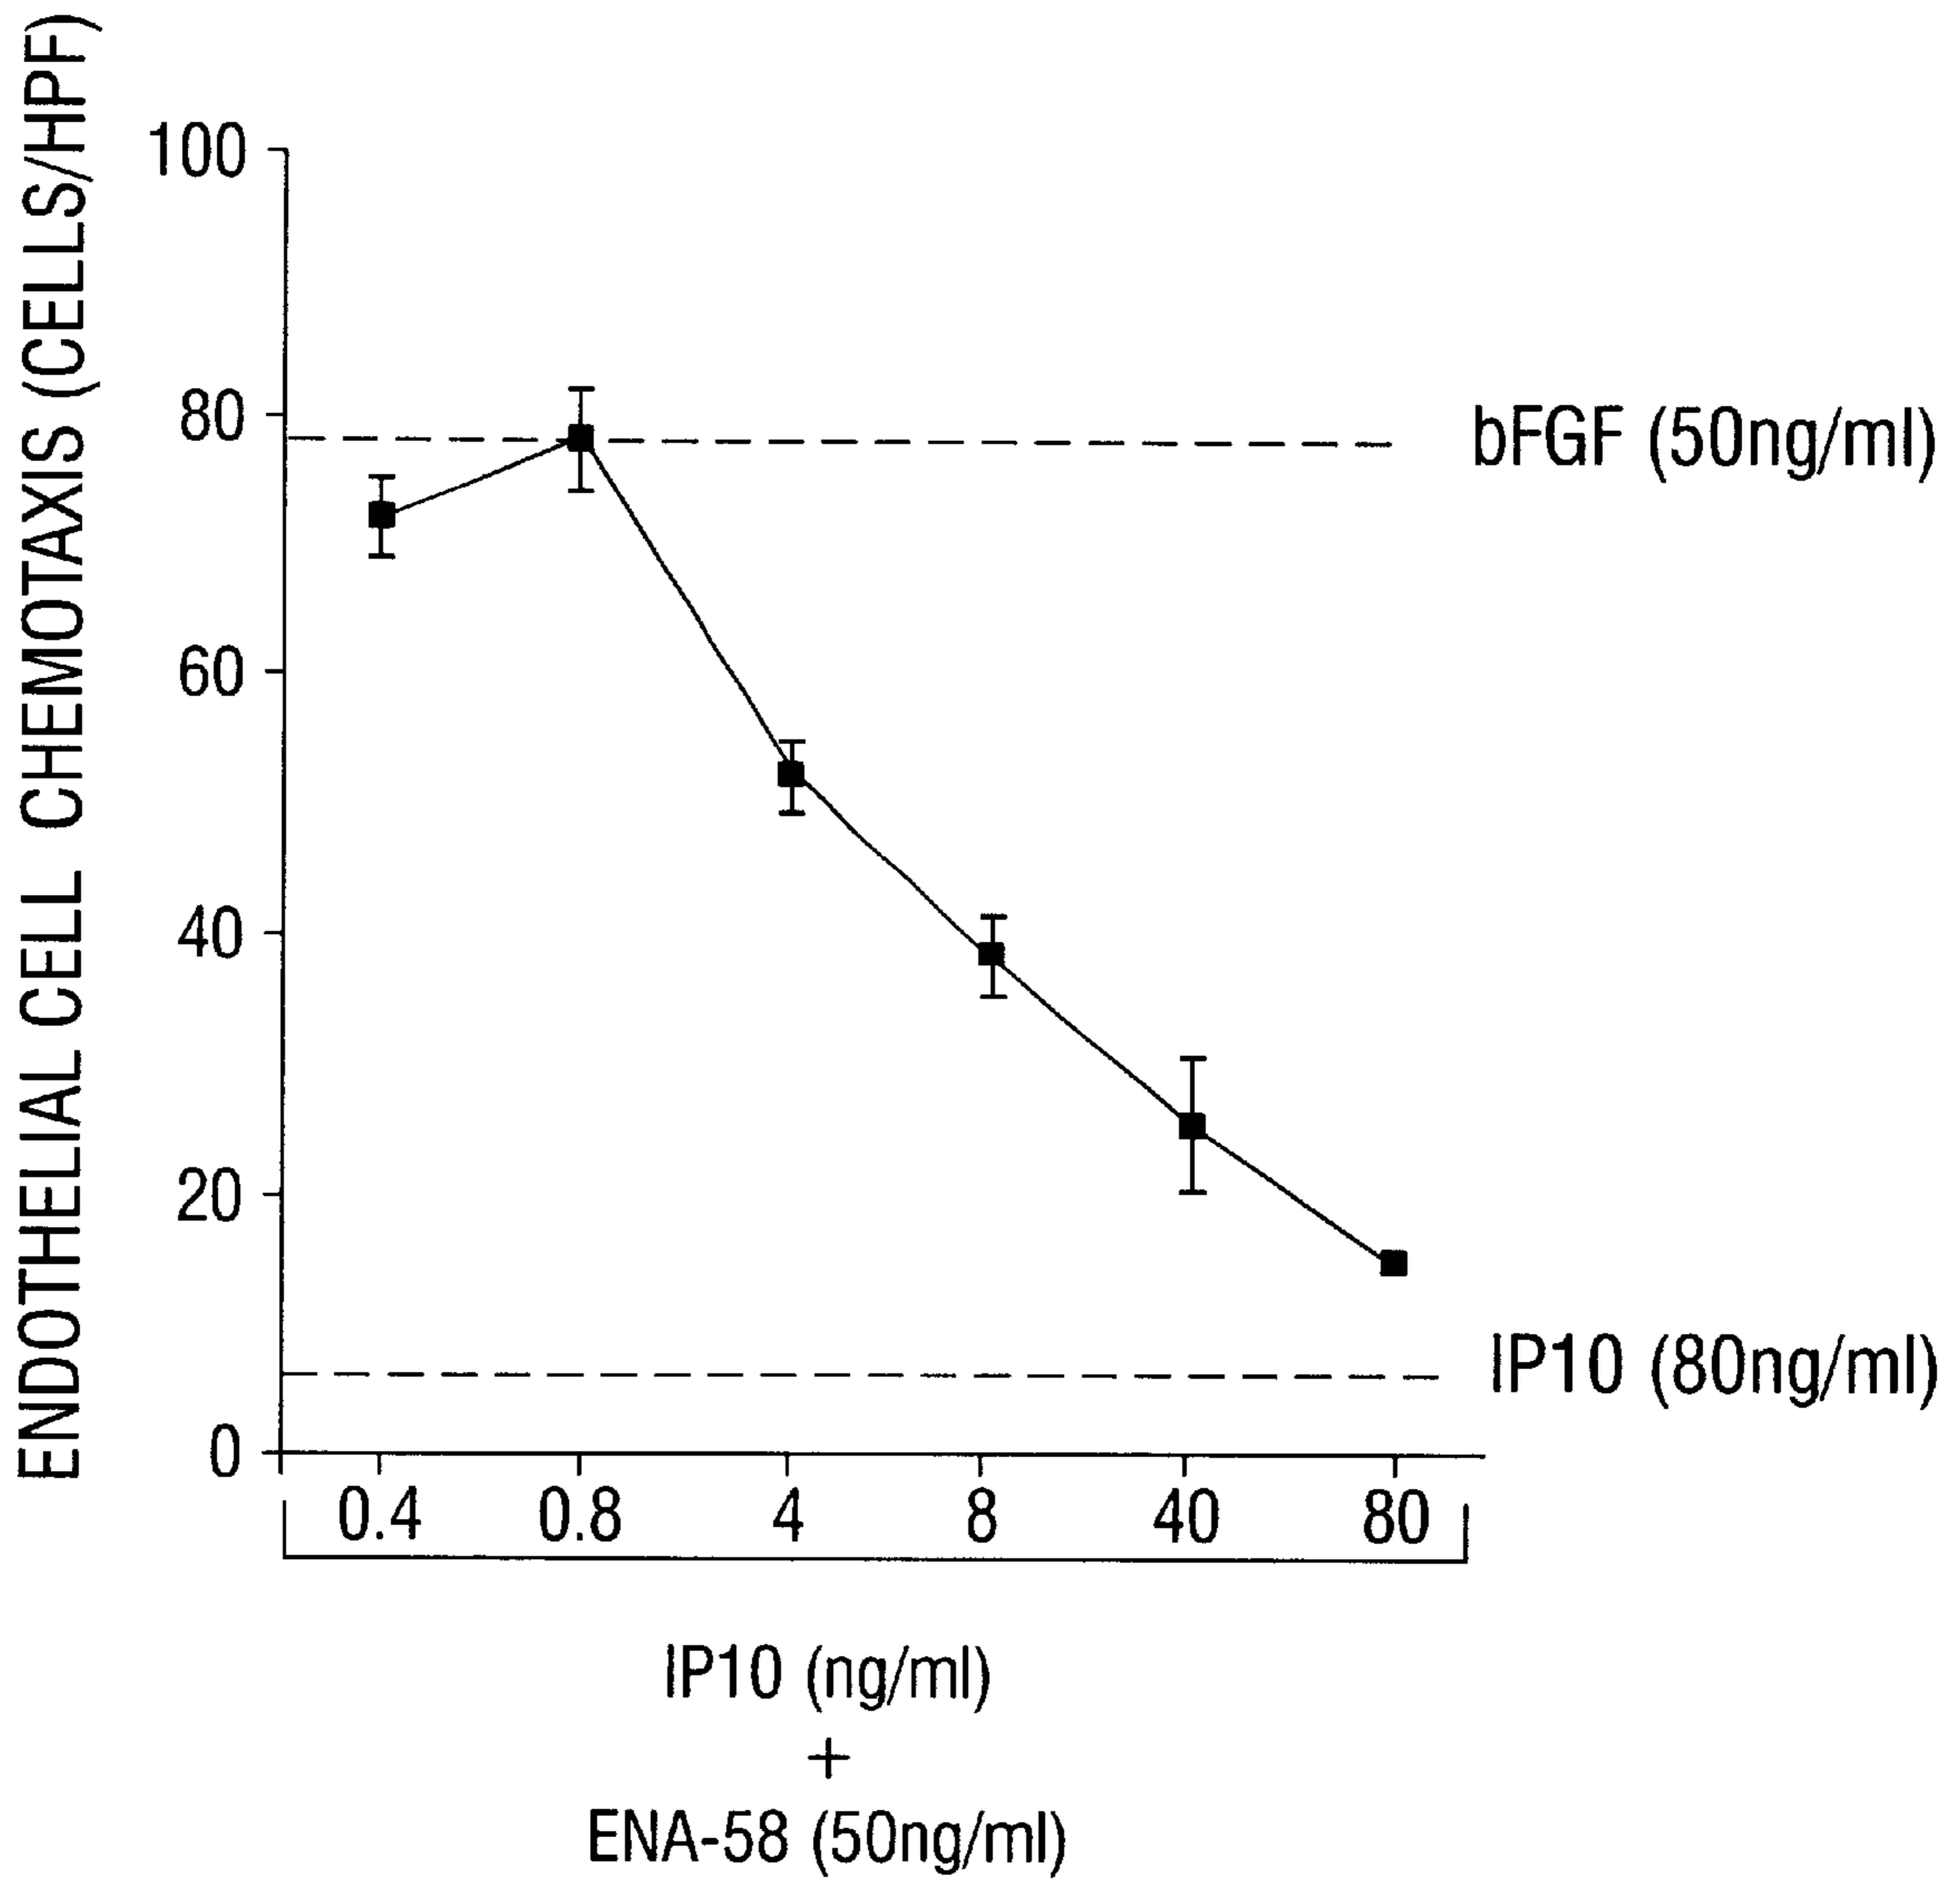 ENDOTHELIAL CELL CHEMOTAXIS (CELLS/HPF)
100
80
60
40
20
0
bFGF (50ng/ml)
IP10 (80ng/ml)
0.4 0.8 4 8 40 80
IP10 (ng/ml)
+
ENA-58 (50ng/ml)